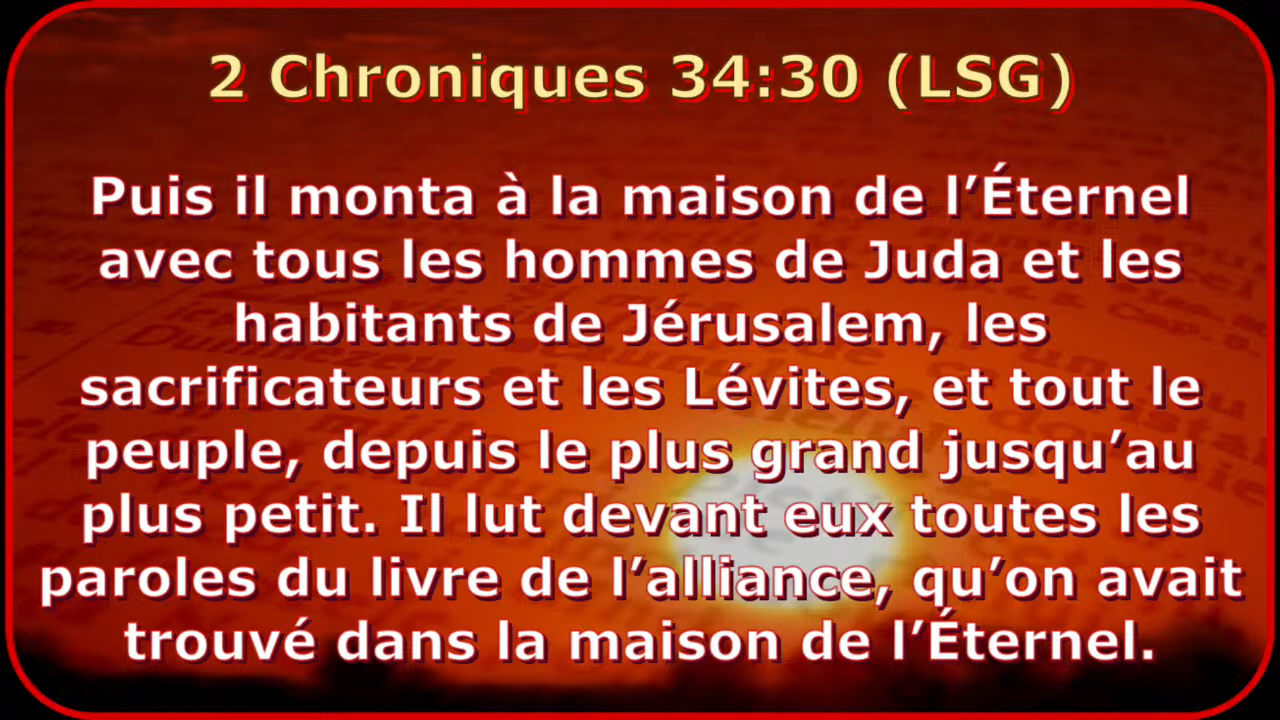 2 Chroniques 34:30 (LSG)
Puis il monta à la maison de l’Éternel
avec tous les hommes de Juda et les
habitants de Jérusalem, les
sacrificateurs et les Lévites, et tout le
peuple, depuis le plus grand jusqu’au
plus petit. Il lut devant eux toutes les
paroles du livre de l’alliance, qu’on avait
trouvé dans la maison de l’Éternel.